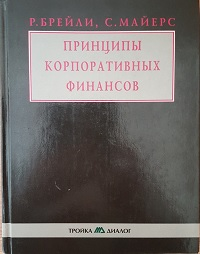 Р. БРЕЙЛИ, С. МАЙЕРС
ПРИНЦИПЫ
КОРПОРАТИВНЫХ
ФИНАНСОВ
ТРОЙКА ДИАЛОГ